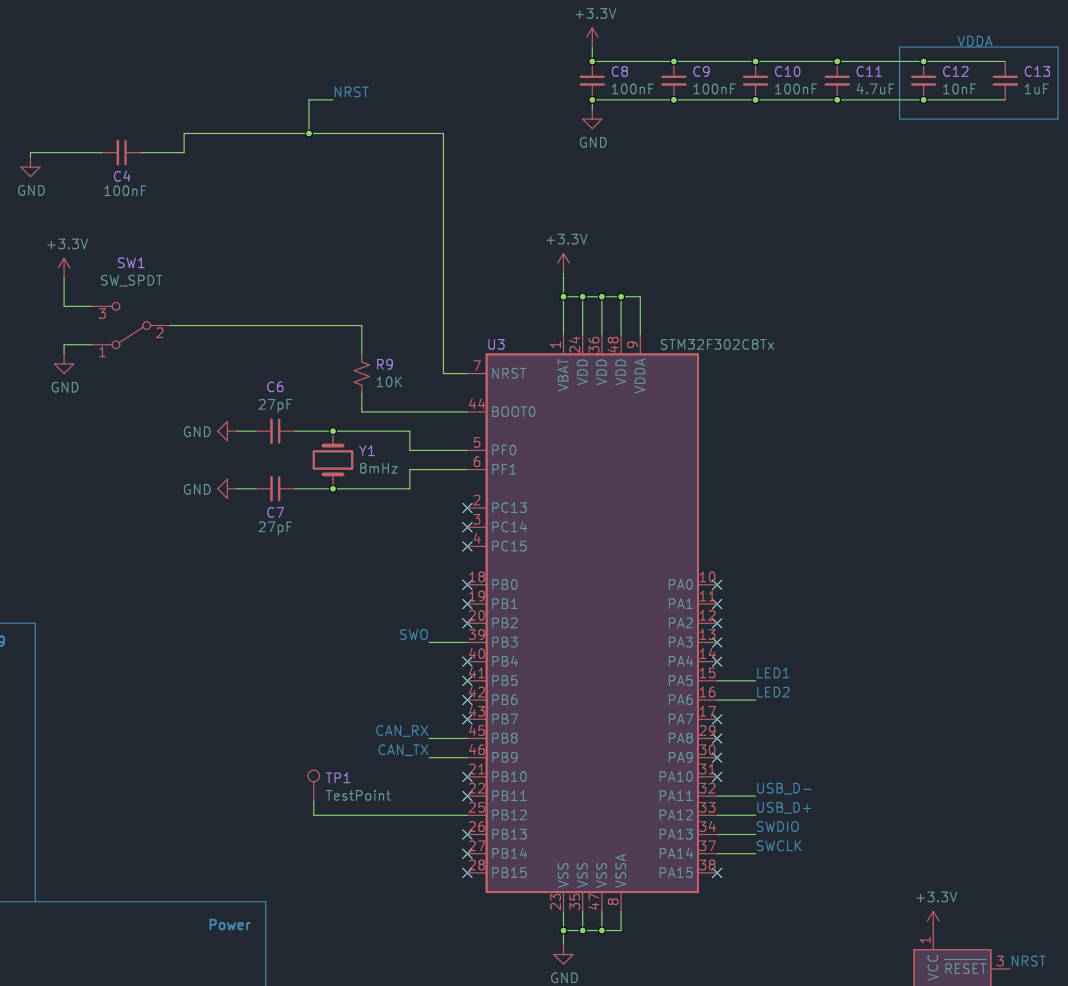 +3.3V
VDDA
C8
100nF
C9
100nF
C10
100nF
C11
4.7uF
C12
10nF
C13
1uF
GND
NRST
C4
100nF
GND
+3.3V
SW1
SW_SPDT
3
2
1
GND
R9
10K
C6
27pF
GND
Y1
8mHz
GND
C7
27pF
+3.3V
U3
STM32F302C8Tx
1 VBAT
24 VDD
36 VDD
48 VDD
9 VDDA
7 NRST
44 BOOT0
5 PF0
6 PF1
2 PC13
3 PC14
4 PC15
18 PB0
19 PB1
20 PB2
SWO 39 PB3
40 PB4
41 PB5
42 PB6
43 PB7
CAN_RX 45 PB8
CAN_TX 46 PB9
21 PB10
22 PB11
25 PB12
26 PB13
27 PB14
28 PB15
TP1
TestPoint
PA0 10
PA1 11
PA2 12
PA3 13
PA4 14
PA5 15 LED1
PA6 16 LED2
PA7 17
PA8 29
PA9 30
PA10 31
PA11 32 USB_D-
PA12 33 USB_D+
PA13 34 SWDIO
PA14 37 SWCLK
PA15 38
VSS 23
VSS 35
VSS 47
VSSA 8
GND
g
Power
+3.3V
1
VCC
RESET 3 NRST